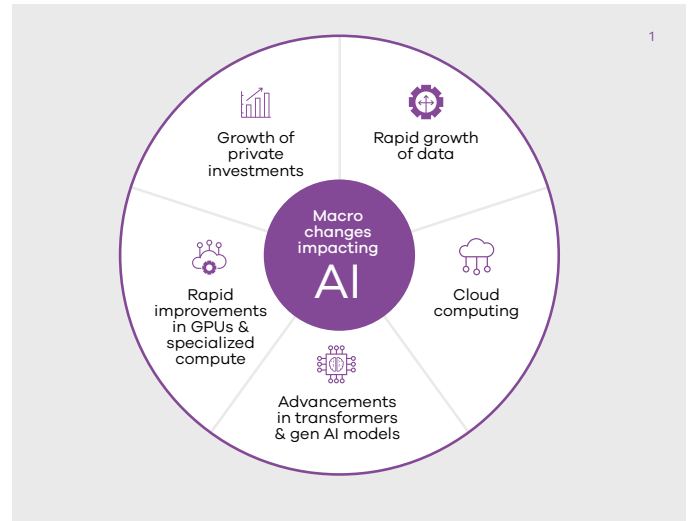 1
Growth of
private
investments
Rapid growth
of data
Macro
changes
impacting
AI
Rapid
improvements
in GPUs &
specialized
compute
Cloud
computing
Advancements
in transformers
& gen AI models